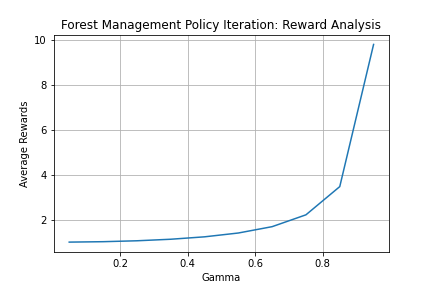 Forest Management Policy Iteration: Reward Analysis
10
8
6
4
2
Average Rewards
0.2 0.4 0.6 0.8
Gamma